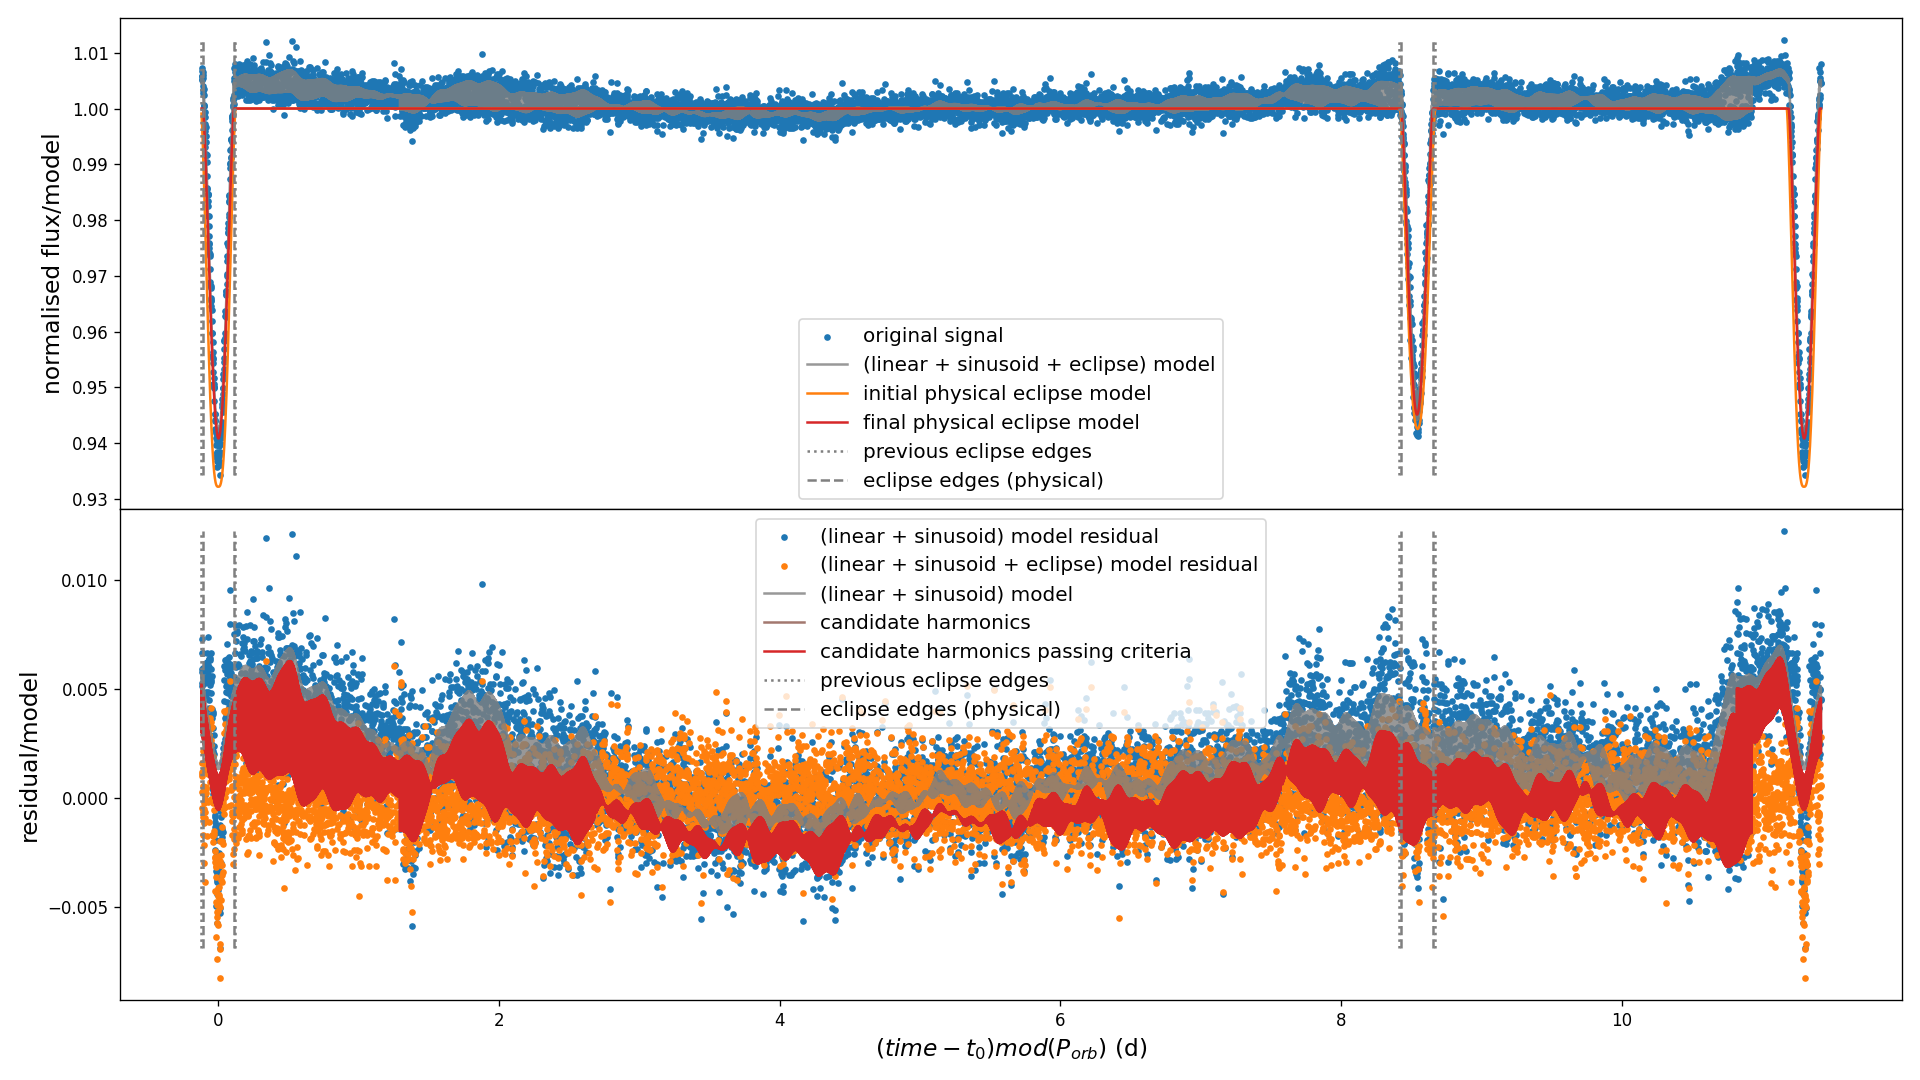 normalised flux/model
1.01
1.00
0.99
0.98
0.97
0.96
0.95
0.94
0.93
original signal
(linear + sinusoid + eclipse) model
initial physical eclipse model
final physical eclipse model
previous eclipse edges
eclipse edges (physical)
residual/model
0.010
0.005
0.000
−0.005
(linear + sinusoid) model residual
(linear + sinusoid + eclipse) model residual
(linear + sinusoid) model
candidate harmonics
candidate harmonics passing criteria
previous eclipse edges
eclipse edges (physical)
0 2 4 6 8 10
(time − t₀)mod(Pₒᵣb) (d)